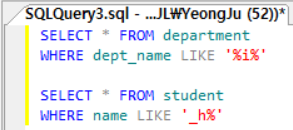 SQLQuery3.sql - ...JL₩YeongJu (52))*
SELECT * FROM department
WHERE dept_name LIKE '%i%'
SELECT * FROM student
WHERE name LIKE '_h%'